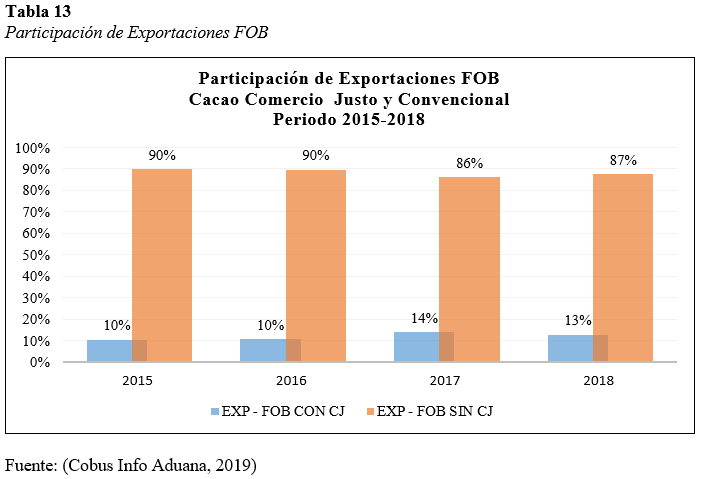 Tabla 13
Participación de Exportaciones FOB
Participación de Exportaciones FOB
Cacao Comercio Justo y Convencional
Periodo 2015-2018
100%
90%
80%
70%
60%
50%
40%
30%
20%
10%
0%
90%
90%
86%
87%
10%
10%
14%
13%
2015
2016
2017
2018
EXP - FOB CON CJ
EXP - FOB SIN CJ
Fuente: (Cobus Info Aduana, 2019)